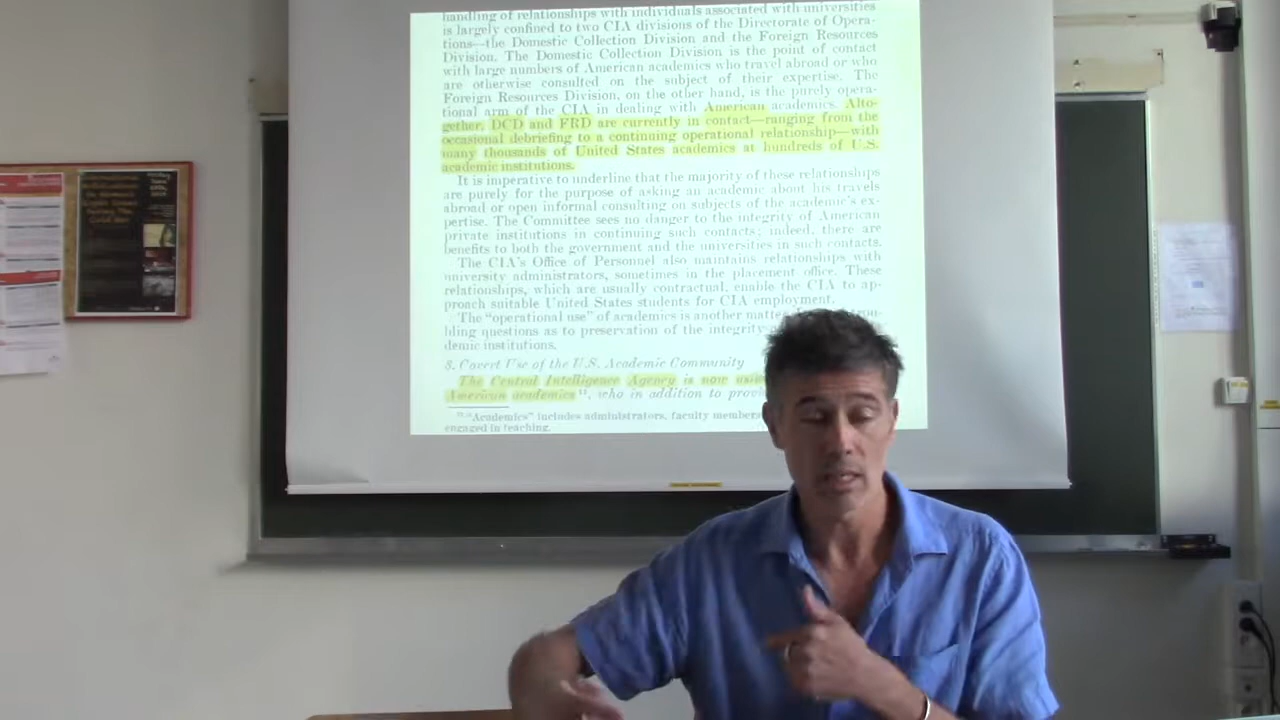 handling of relationships with individuals associated with universities
is largely confined to two CIA divisions of the Directorate of Opera-
tions—the Domestic Collection Division and the Foreign Resources
Division. The Domestic Collection Division is the point of contact
with large numbers of American academics who travel abroad or who
are otherwise consulted on the subject of their expertise. The
Foreign Resources Division, on the other hand, is the purely opera-
tional arm of the CIA in dealing with American academics. Alto-
gether, DCD and FRD are currently in contact—ranging from the
occasional debriefing to a continuing operational relationship—with
many thousands of United States academics at hundreds of U.S.
academic institutions.
It is imperative to underline that the majority of these relationships
are purely for the purpose of asking an academic about his travels
abroad or open informal consulting on subjects of the academic's ex-
pertise. The Committee sees no danger to the integrity of American
private institutions in continuing such contacts; indeed, there are
benefits to both the government and the universities in such contacts.
The CIA's Office of Personnel also maintains relationships with
university administrators, sometimes in the placement office. These
relationships, which are usually contractual, enable the CIA to ap-
proach suitable United States students for CIA employment.
The "operational use" of academics is another matter
bling questions as to preservation of the integrity
demic institutions.
8. Covert Use of the U.S. Academic Community
The Central Intelligence Agency is now using
American academics , who in addition to
"Academics" includes administrators, faculty members
engaged in teaching.